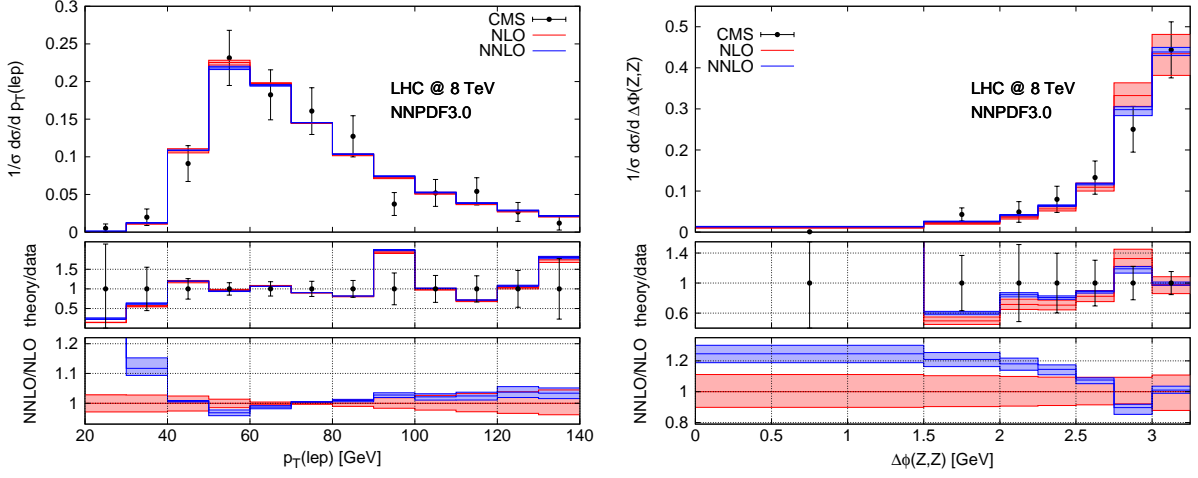 1/σ dσ/d p_T(lep)
0.3
0.25
0.2
0.15
0.1
0.05
0
CMS
NLO
NNLO
LHC @ 8 TeV
NNPDF3.0
theory/data
1.5
1
0.5
NNLO/NLO
1.2
1.1
1
20 40 60 80 100 120 140
p_T(lep) [GeV]
1/σ dσ/d ΔΦ(Z,Z)
0.5
0.4
0.3
0.2
0.1
0
CMS
NLO
NNLO
LHC @ 8 TeV
NNPDF3.0
theory/data
1.4
1
0.6
NNLO/NLO
1.2
1
0.8
0 0.5 1 1.5 2 2.5 3
Δϕ(Z,Z) [GeV]